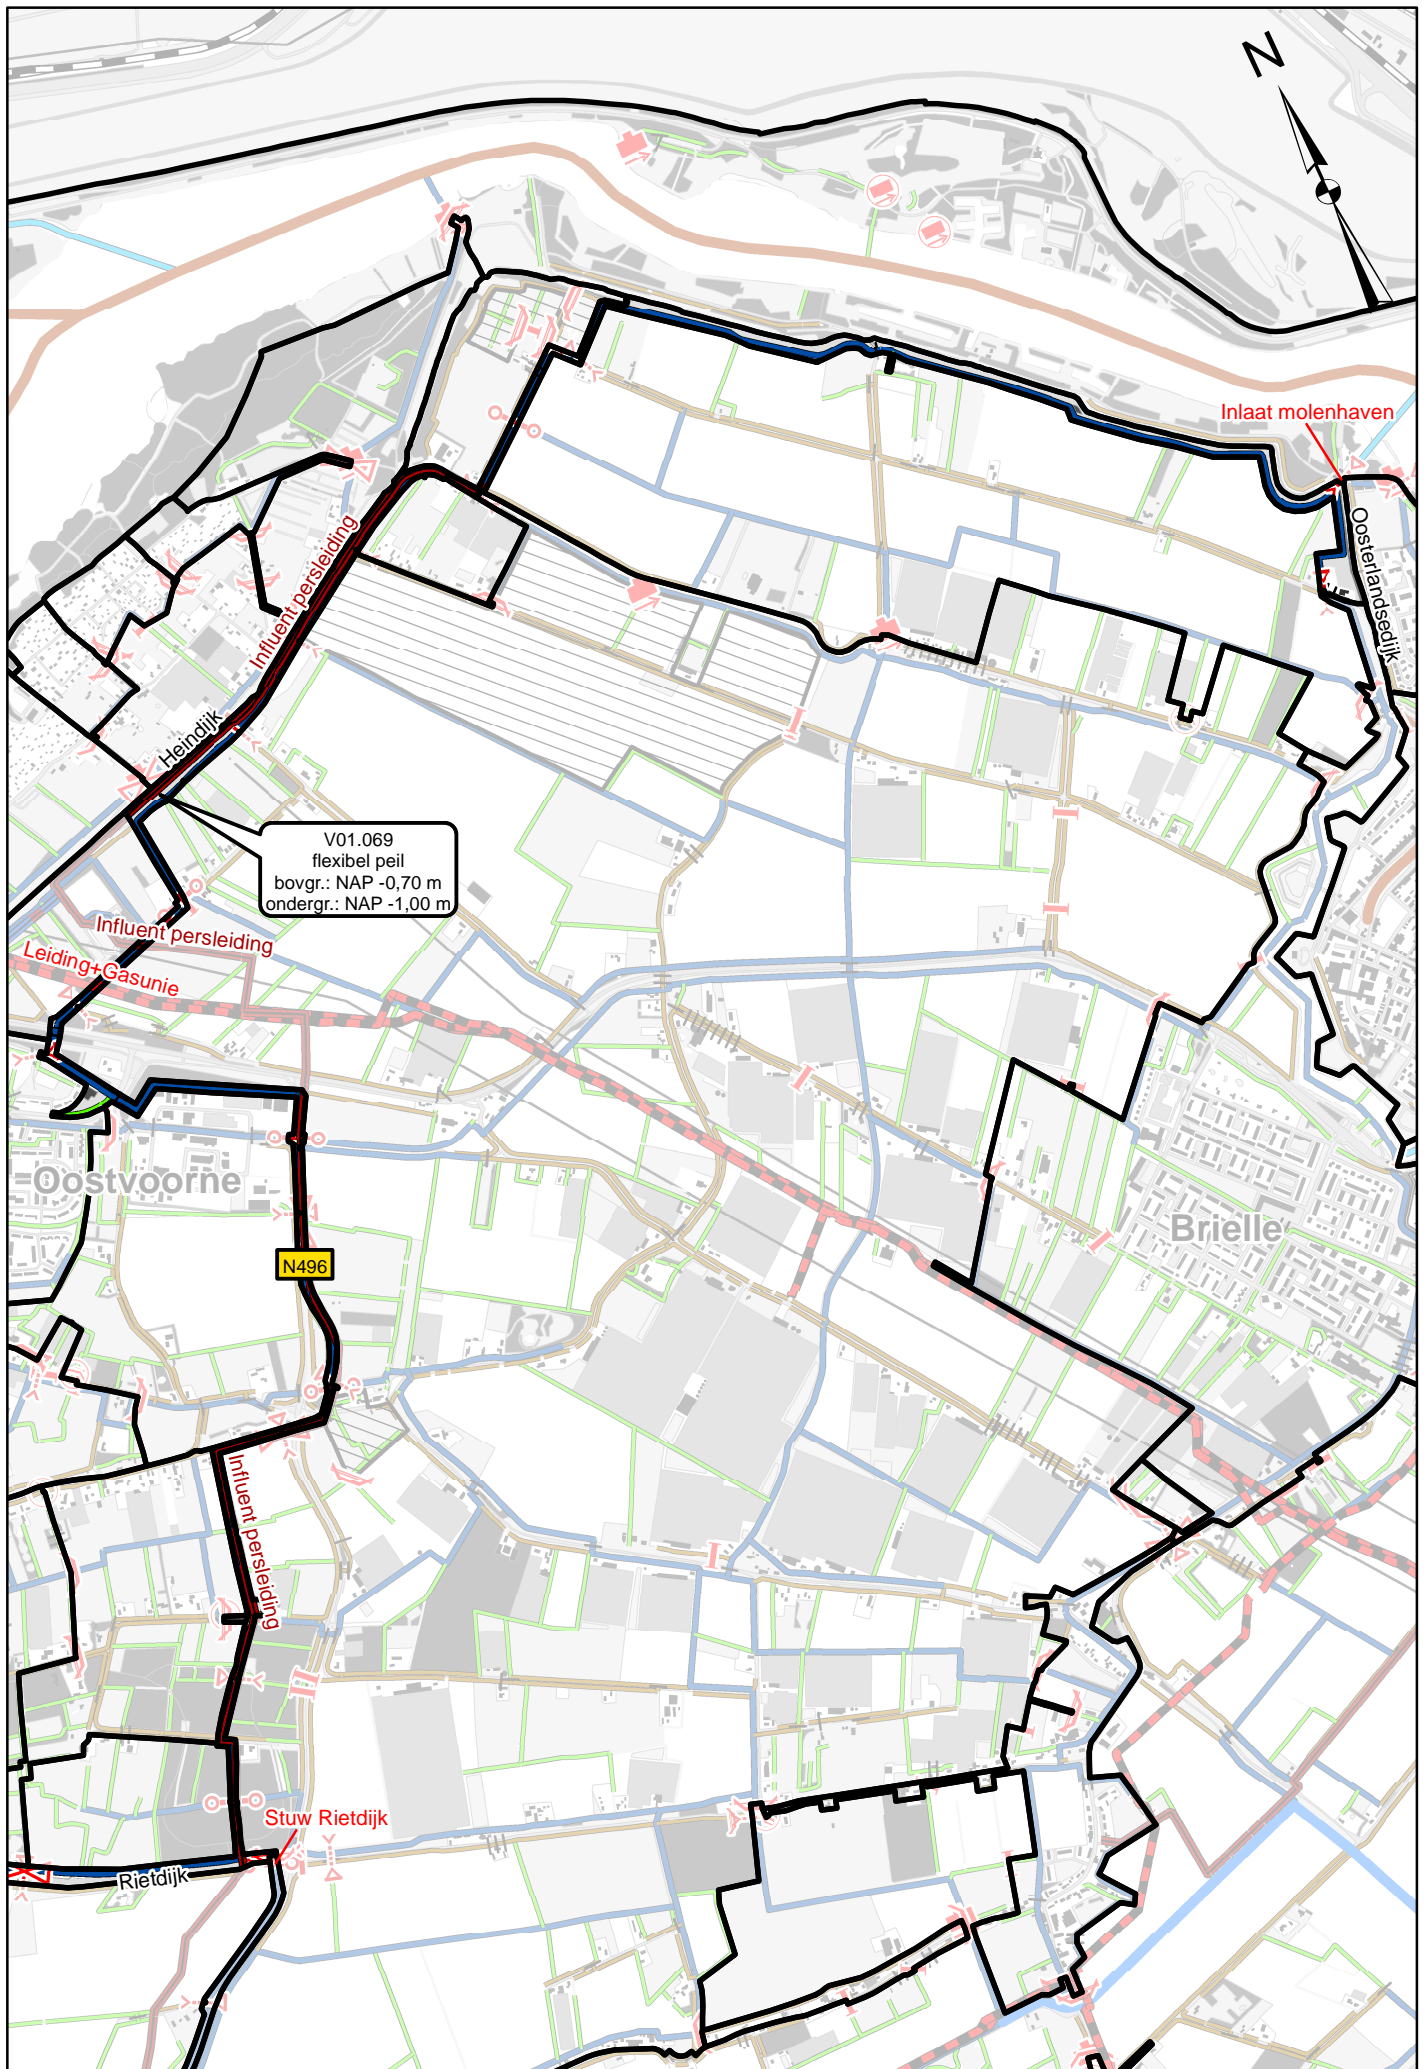 N
Inlaat molenhaven
Oosterlandsedijk
Influent persleiding
Heindijk
V01.069
flexibel peil
bovgr.: NAP -0,70 m
ondergr.: NAP -1,00 m
Influent persleiding
Leiding+Gasunie
Oostvoorne
Brielle
N496
Influent persleiding
Stuw Rietdijk
Rietdijk